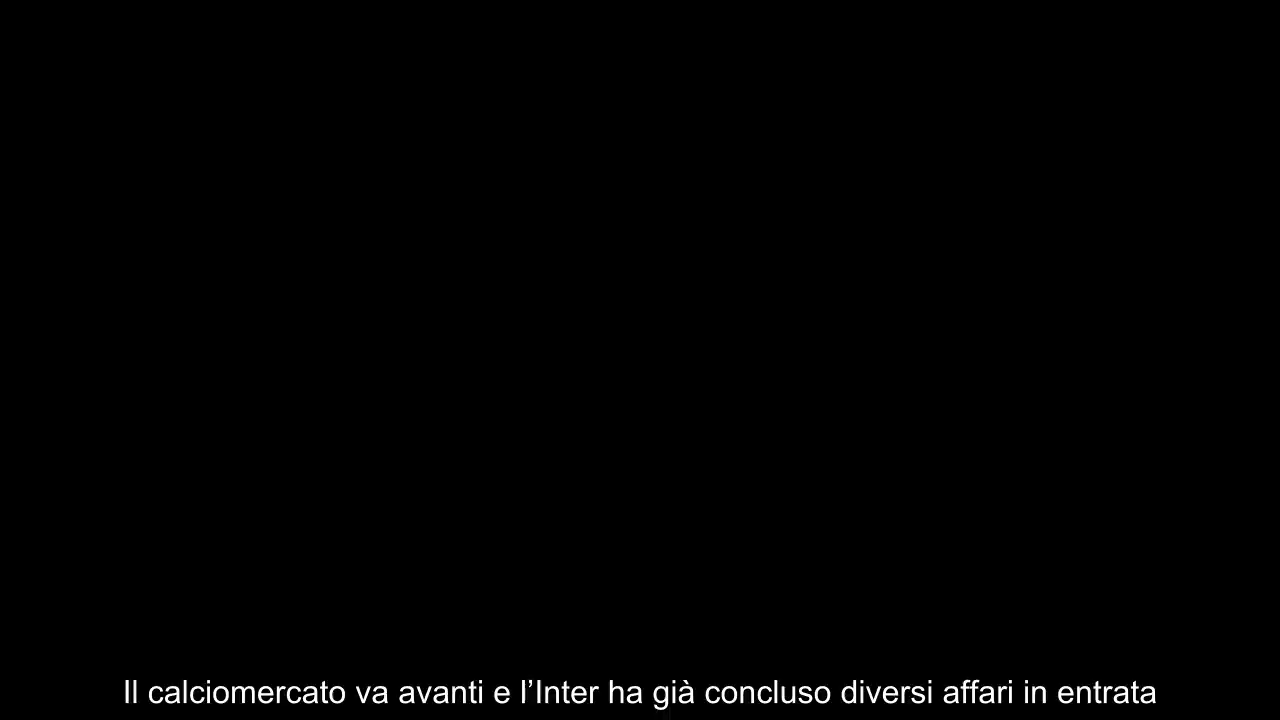 Il calciomercato va avanti e l’Inter ha già concluso diversi affari in entrata